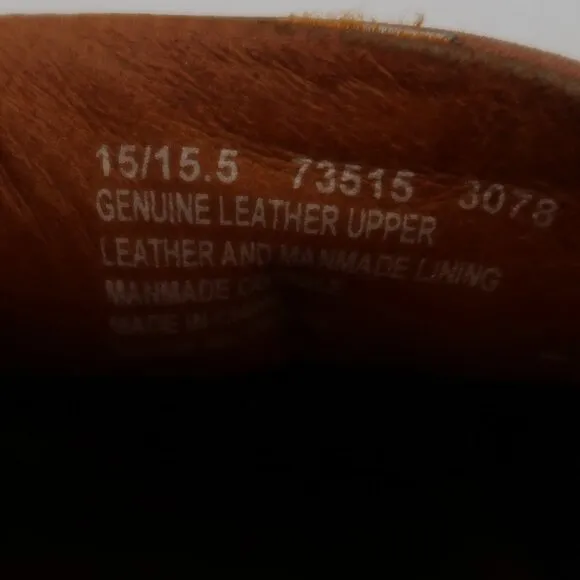 15/15.5 73515 3078
GENUINE LEATHER UPPER
LEATHER AND MANMADE LINING
MANMADE
MADE IN